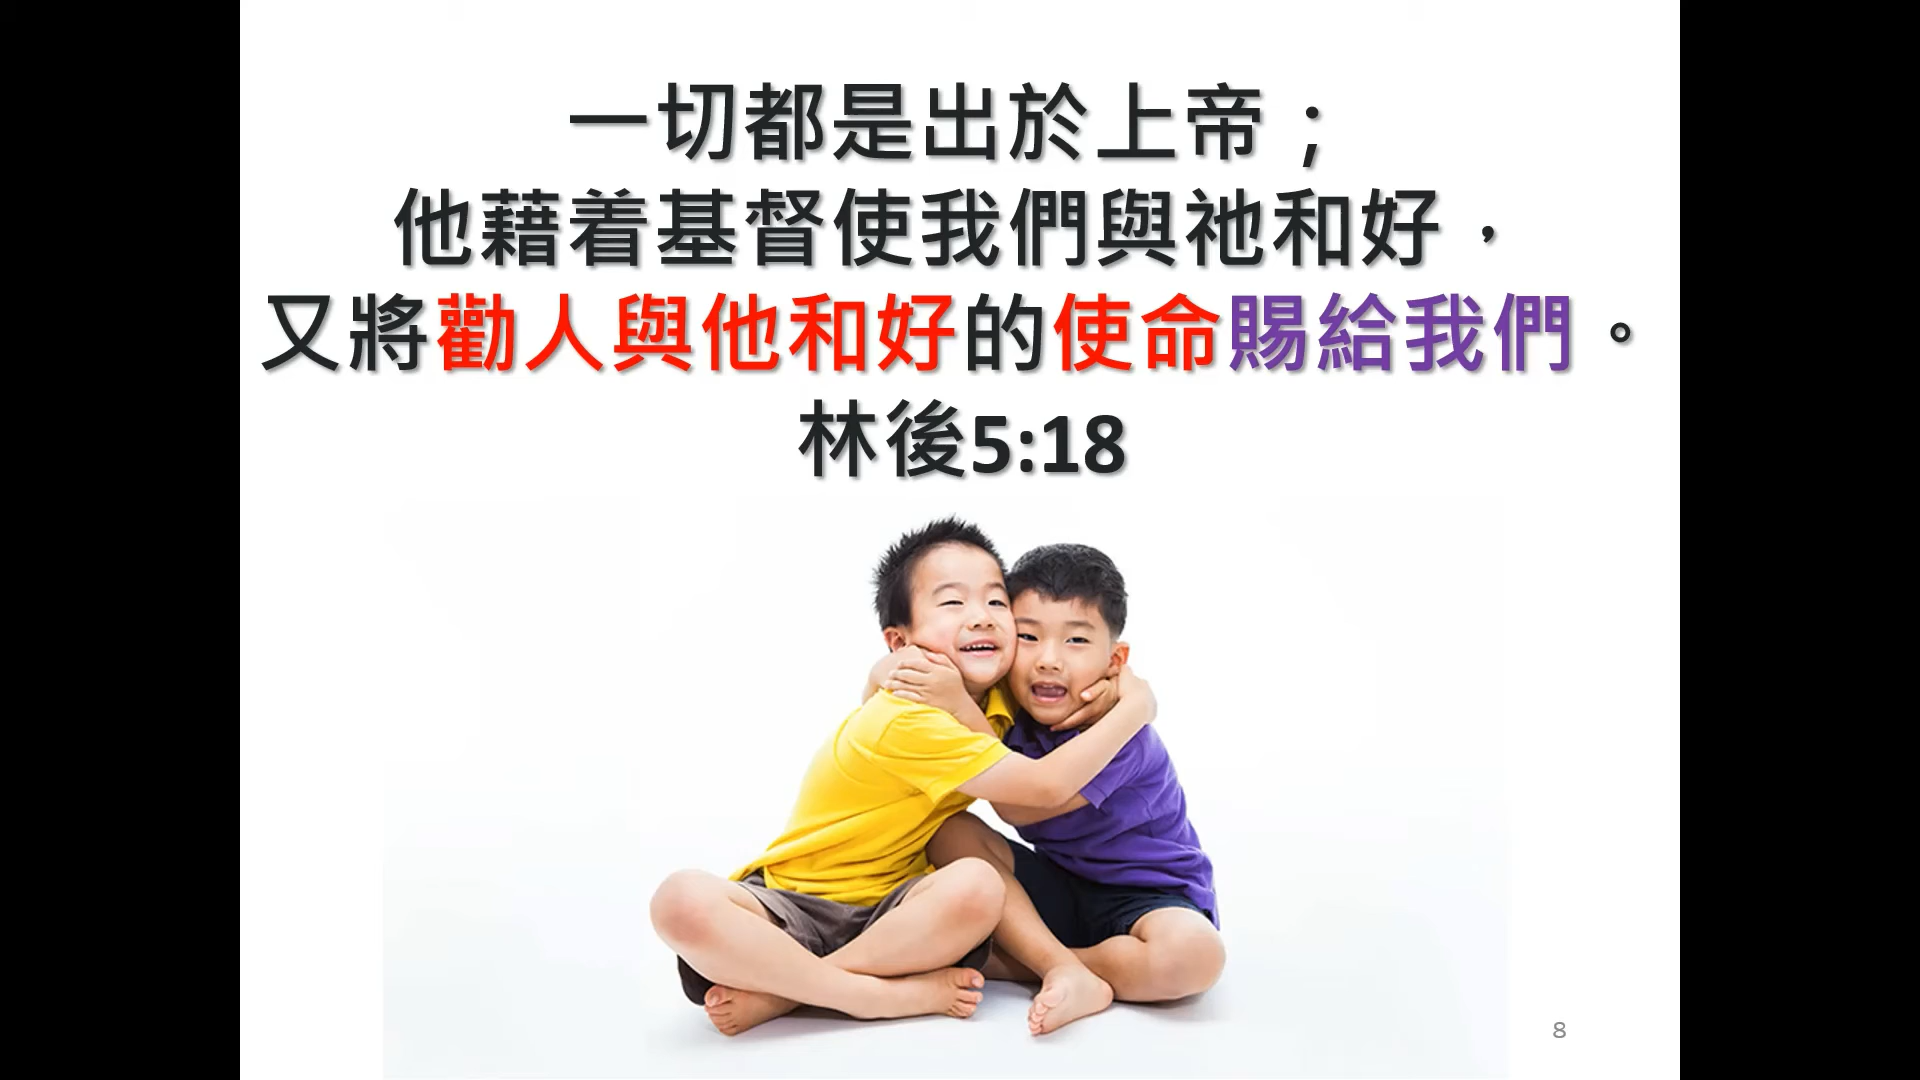 一切都是出於上帝；
他藉着基督使我們與祂和好，
又將勸人與他和好的使命賜給我們。
林後5:18
8